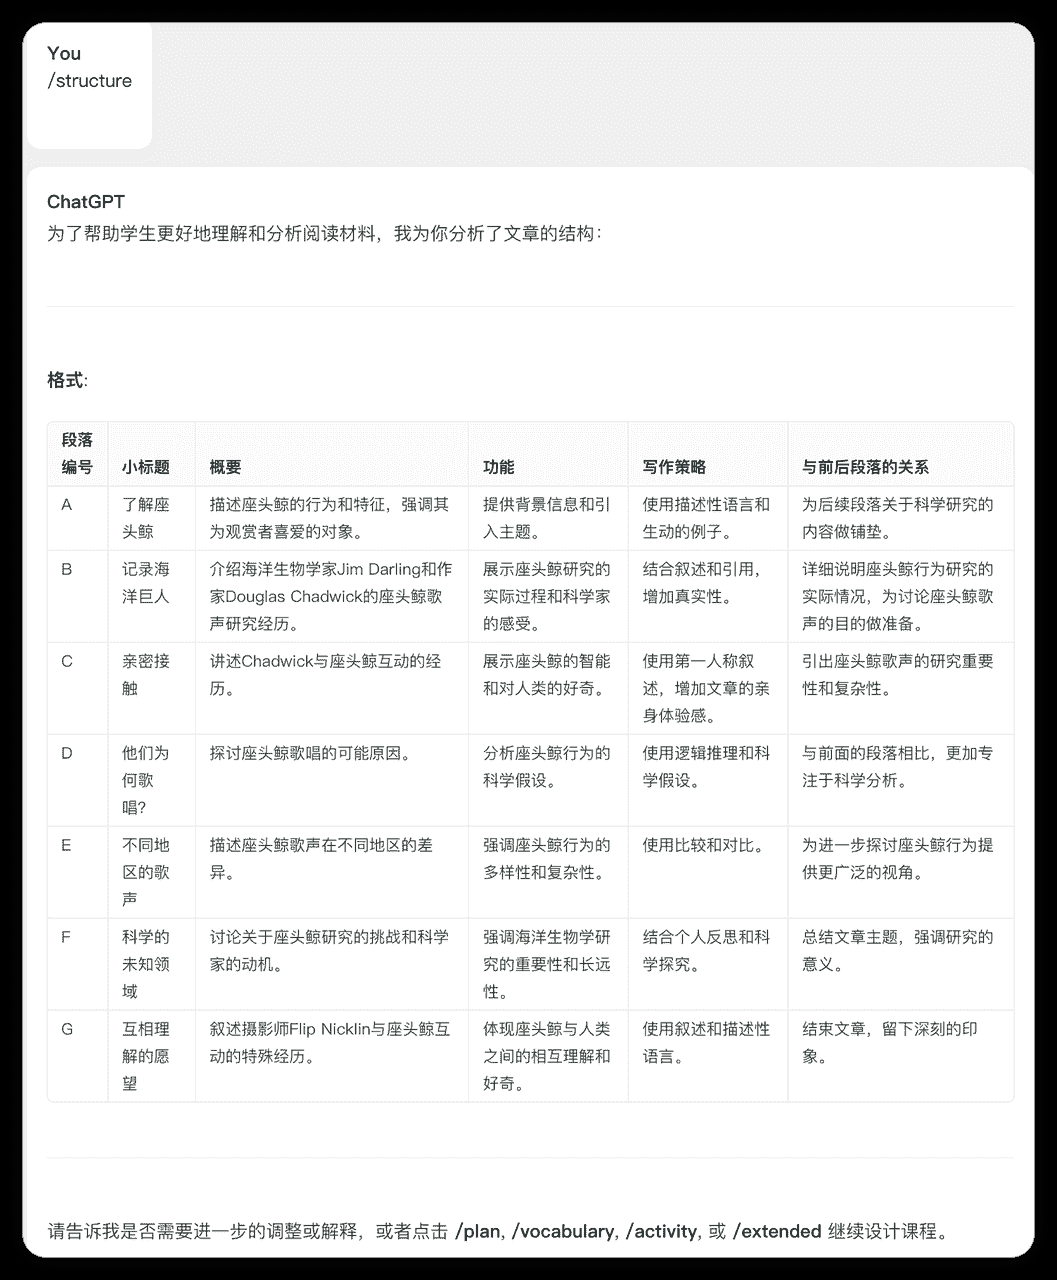 You
/structure
ChatGPT
为了帮助学生更好地理解和分析阅读材料，我为你分析了文章的结构：
格式:
段落
编号 小标题 概要 功能 写作策略 与前后段落的关系
A 了解座 描述座头鲸的行为和特征，强调其 提供背景信息和引 使用描述性语言和 为后续段落关于科学研究的
头鲸 为观赏者喜爱的对象。 入主题。 生动的例子。 内容做铺垫。
B 记录海 介绍海洋生物学家Jim Darling和作 展示座头鲸研究的 结合叙述和引用， 详细说明座头鲸行为研究的
洋巨人 家Douglas Chadwick的座头鲸歌 实际过程和科学家 增加真实性。 实际情况，为讨论座头鲸歌
声研究经历。 的感受。 声的目的做准备。
C 亲密接 讲述Chadwick与座头鲸互动的经 展示座头鲸的智能 使用第一人称叙 引出座头鲸歌声的研究重要
触 历。 和对人类的好奇。 述，增加文章的亲 性和复杂性。
身体验感。
D 他们为 探讨座头鲸歌唱的可能原因。 分析座头鲸行为的 使用逻辑推理和科 与前面的段落相比，更加专
何歌 科学假设。 学假设。 注于科学分析。
唱?
E 不同地 描述座头鲸歌声在不同地区的差 强调座头鲸行为的 使用比较和对比。 为进一步探讨座头鲸行为提
区的歌 异。 多样性和复杂性。 供更广泛的视角。
声
F 科学的 讨论关于座头鲸研究的挑战和科学 强调海洋生物学研 结合个人反思和科 总结文章主题，强调研究的
未知领 家的动机。 究的重要性和长远 学探究。 意义。
域 性。
G 互相理 叙述摄影师Flip Nicklin与座头鲸互 体现座头鲸与人类 使用叙述和描述性 结束文章，留下深刻的印
解的愿 动的特殊经历。 之间的相互理解和 语言。 象。
望 好奇。
请告诉我是否需要进一步的调整或解释，或者点击 /plan, /vocabulary, /activity, 或 /extended 继续设计课程。